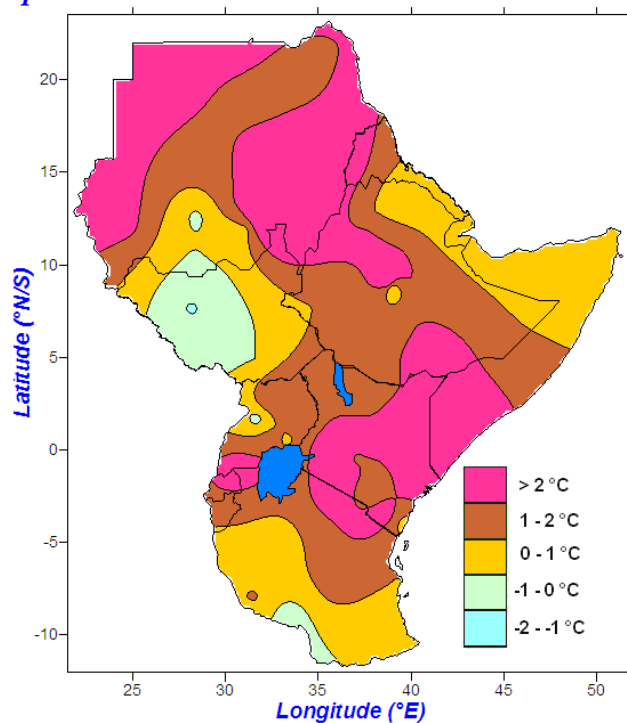 20
15
10
5
0
-5
-10
Latitude (°N/S)
> 2 °C
1 - 2 °C
0 - 1 °C
-1 - 0 °C
-2 - -1 °C
25 30 35 40 45 50
Longitude (°E)